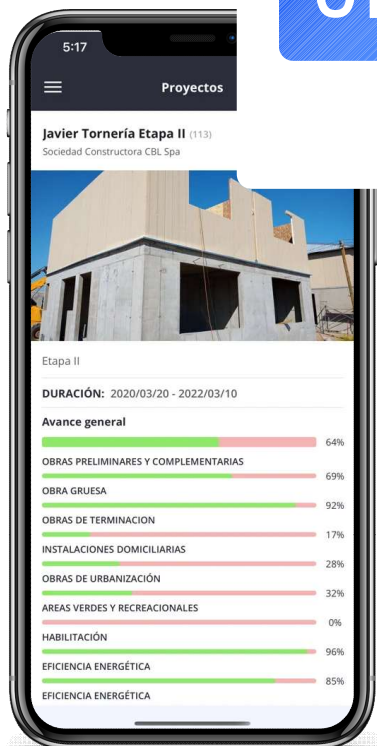 5:17
Proyectos
Javier Tornería Etapa II (113)
Sociedad Constructora CBL Spa
Etapa II
DURACIÓN: 2020/03/20 - 2022/03/10
Avance general
64%
OBRAS PRELIMINARES Y COMPLEMENTARIAS
69%
OBRA GRUESA
92%
OBRAS DE TERMINACION
17%
INSTALACIONES DOMICILIARIAS
28%
OBRAS DE URBANIZACIÓN
32%
AREAS VERDES Y RECREACIONALES
0%
HABILITACIÓN
96%
EFICIENCIA ENERGÉTICA
85%
EFICIENCIA ENERGÉTICA